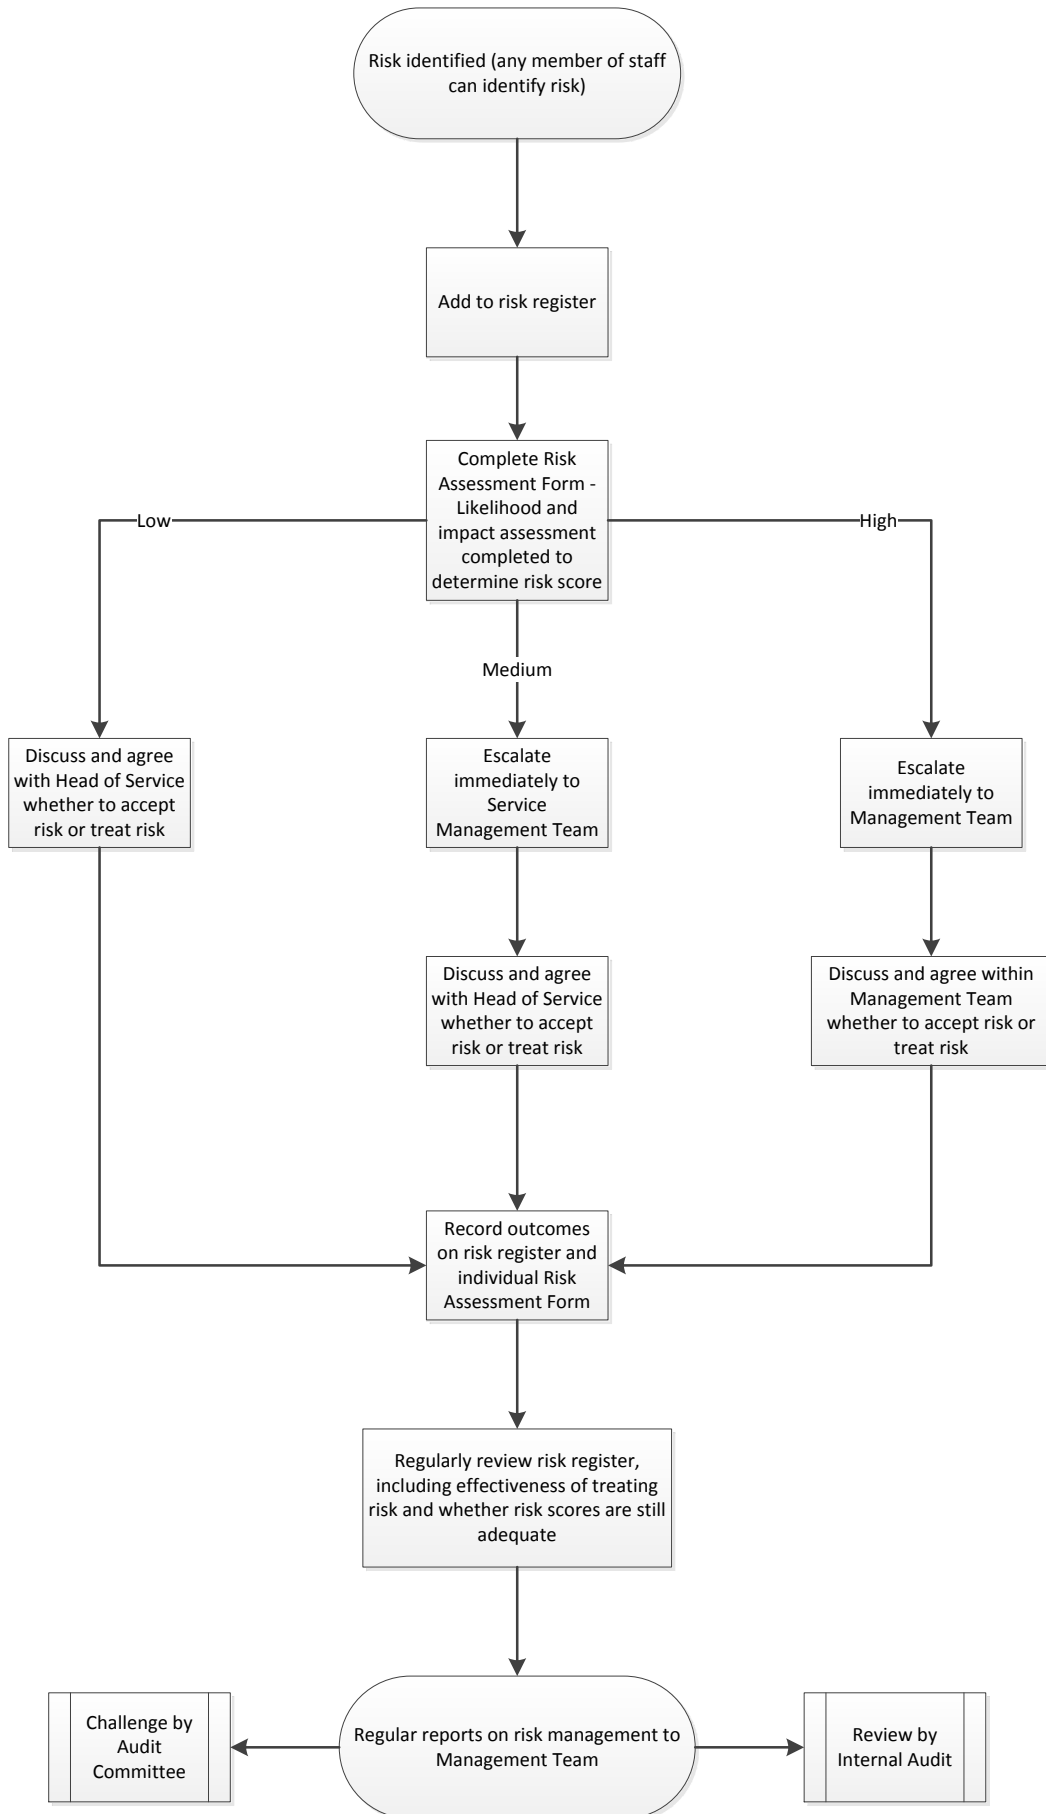 Risk identified (any member of staff
can identify risk)
Add to risk register
Complete Risk
Assessment Form -
Likelihood and
impact assessment
completed to
determine risk score
Low
High
Medium
Discuss and agree
with Head of Service
whether to accept
risk or treat risk
Escalate
immediately to
Service
Management Team
Escalate
immediately to
Management Team
Discuss and agree
with Head of Service
whether to accept
risk or treat risk
Discuss and agree within
Management Team
whether to accept risk or
treat risk
Record outcomes
on risk register and
individual Risk
Assessment Form
Regularly review risk register,
including effectiveness of treating
risk and whether risk scores are still
adequate
Challenge by
Audit
Committee
Regular reports on risk management to
Management Team
Review by
Internal Audit